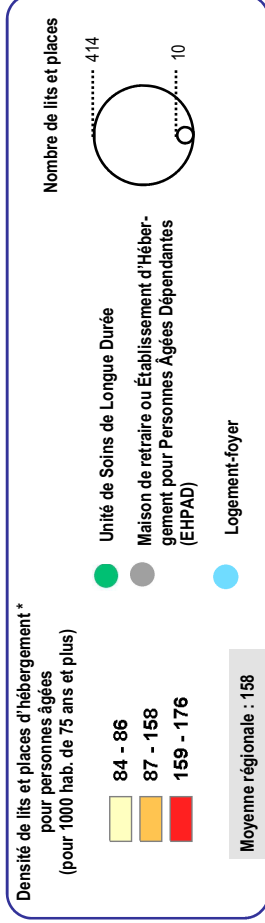 Densité de lits et places d'hébergement *
pour personnes âgées
(pour 1000 hab. de 75 ans et plus)
84 - 86
87 - 158
159 - 176
Moyenne régionale : 158
Unité de Soins de Longue Durée
Maison de retraire ou Établissement d'Héber-
gement pour Personnes Âgées Dépendantes
(EHPAD)
Logement-foyer
Nombre de lits et places
414
10